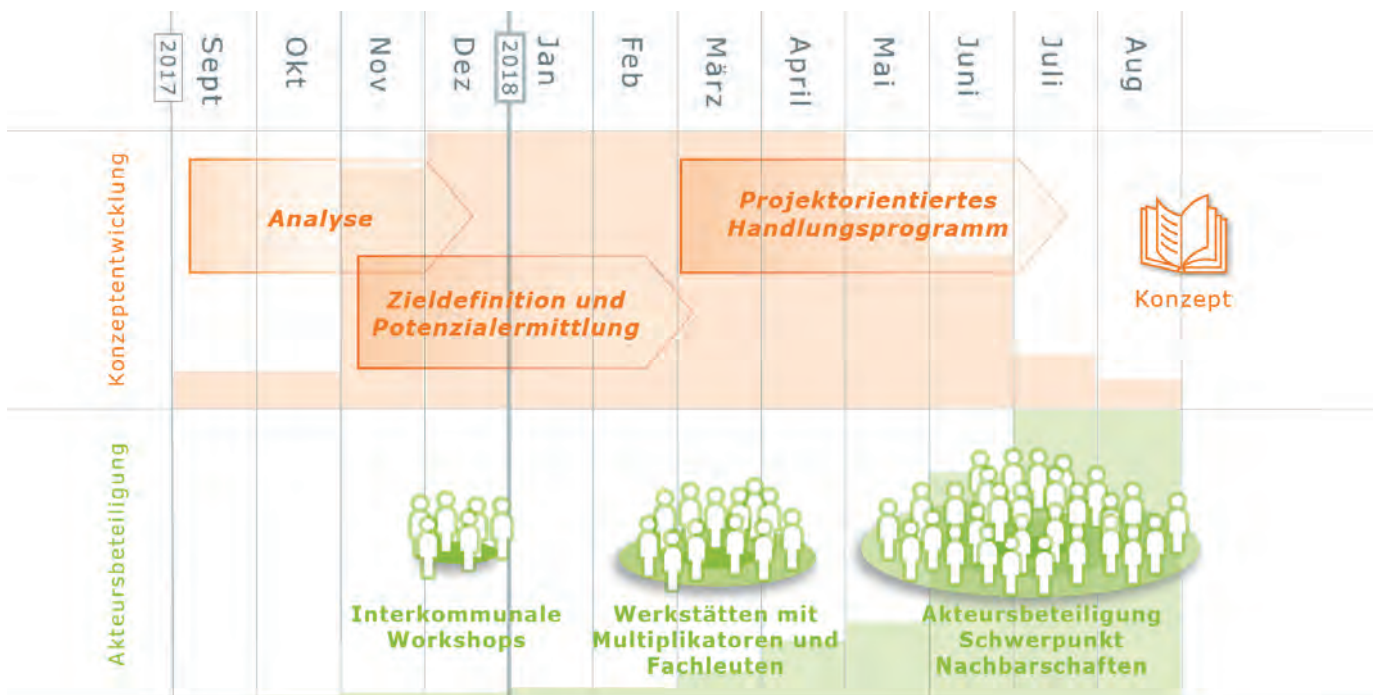 2017
Sept
Okt
Nov
Dez
2018
Jan
Feb
März
April
Mai
Juni
Juli
Aug
Konzeptentwicklung
Analyse
Zieldefinition und
Potenzialermittlung
Projektorientiertes
Handlungsprogramm
Konzept
Akteursbeteiligung
Interkommunale
Workshops
Werkstätten mit
Multiplikatoren und
Fachleuten
Akteursbeteiligung
Schwerpunkt
Nachbarschaften